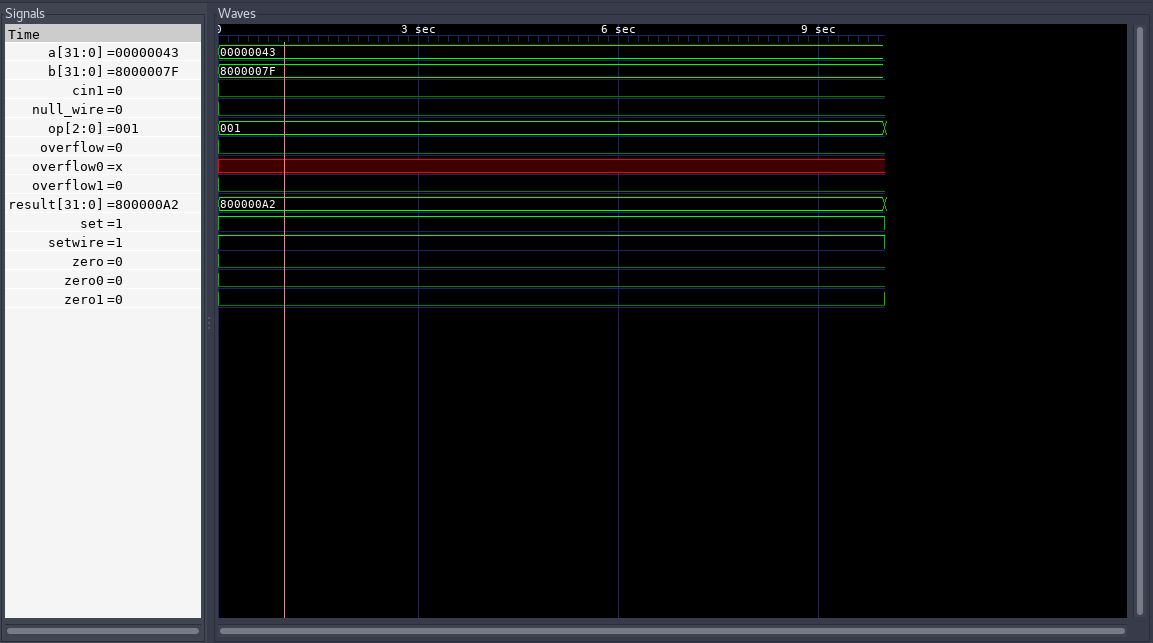 Signals
Waves
Time
0 3 sec 6 sec 9 sec
a[31:0] =00000043
00000043
b[31:0] =8000007F
8000007F
cin1 =0
null_wire =0
op[2:0] =001
001
overflow =0
overflow0 =x
overflow1 =0
result[31:0] =800000A2
800000A2
set =1
setwire =1
zero =0
zero0 =0
zero1 =0